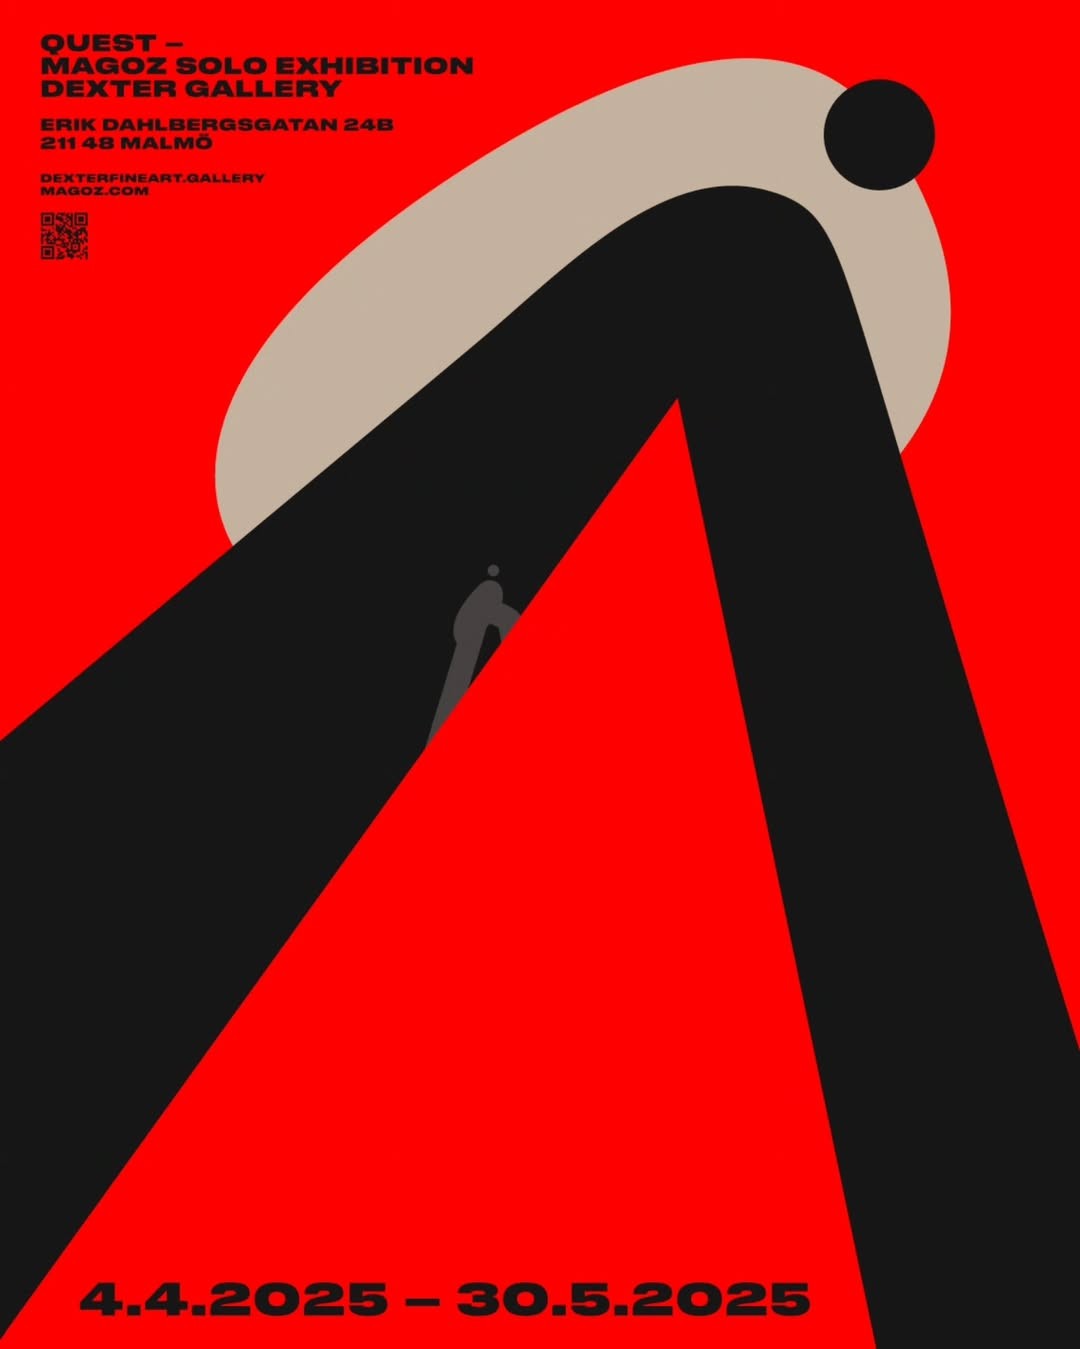 QUEST –
MAGOZ SOLO EXHIBITION
DEXTER GALLERY
ERIK DAHLBERGSGATAN 24B
211 48 MALMÖ
DEXTERFINEART.GALLERY
MAGOZ.COM
4.4.2025 – 30.5.2025